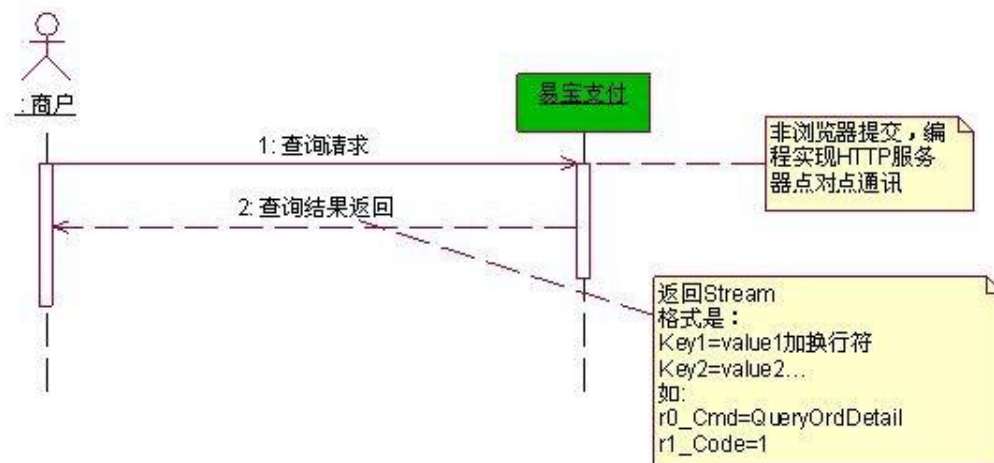 : 商户
易宝支付
1: 查询请求
非浏览器提交，编
程实现HTTP服务
器点对点通讯
2: 查询结果返回
返回Stream
格式是：
Key1=value1加换行符
Key2=value2...
如:
r0_Cmd=QueryOrdDetail
r1_Code=1